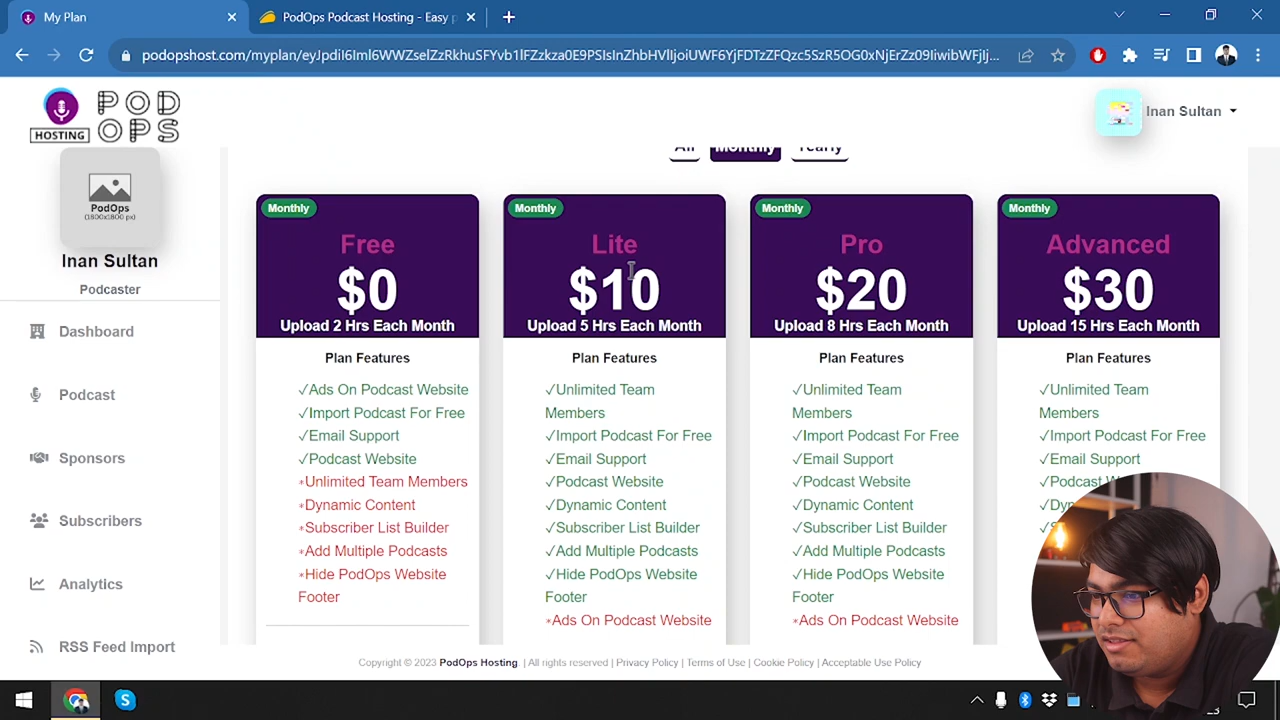 My Plan
PodOps Podcast Hosting - Easy p
podopshost.com/myplan/
HOSTING
POD
OPS
Inan Sultan
All
Monthly
Yearly
PodOps
(1800x1800 px)
Inan Sultan
Podcaster
Dashboard
Podcast
Sponsors
Subscribers
Analytics
RSS Feed Import
Monthly
Free
$0
Upload 2 Hrs Each Month
Plan Features
✓Ads On Podcast Website
✓Import Podcast For Free
✓Email Support
✓Podcast Website
*Unlimited Team Members
*Dynamic Content
*Subscriber List Builder
*Add Multiple Podcasts
*Hide PodOps Website
Footer
Monthly
Lite
$10
Upload 5 Hrs Each Month
Plan Features
✓Unlimited Team
Members
✓Import Podcast For Free
✓Email Support
✓Podcast Website
✓Dynamic Content
✓Subscriber List Builder
✓Add Multiple Podcasts
✓Hide PodOps Website
Footer
*Ads On Podcast Website
Monthly
Pro
$20
Upload 8 Hrs Each Month
Plan Features
✓Unlimited Team
Members
✓Import Podcast For Free
✓Email Support
✓Podcast Website
✓Dynamic Content
✓Subscriber List Builder
✓Add Multiple Podcasts
✓Hide PodOps Website
Footer
*Ads On Podcast Website
Monthly
Advanced
$30
Upload 15 Hrs Each Month
Plan Features
✓Unlimited Team
Members
✓Import Podcast For Free
✓Email Support
Copyright © 2023 PodOps Hosting. | All rights reserved | Privacy Policy | Terms of Use | Cookie Policy | Acceptable Use Policy